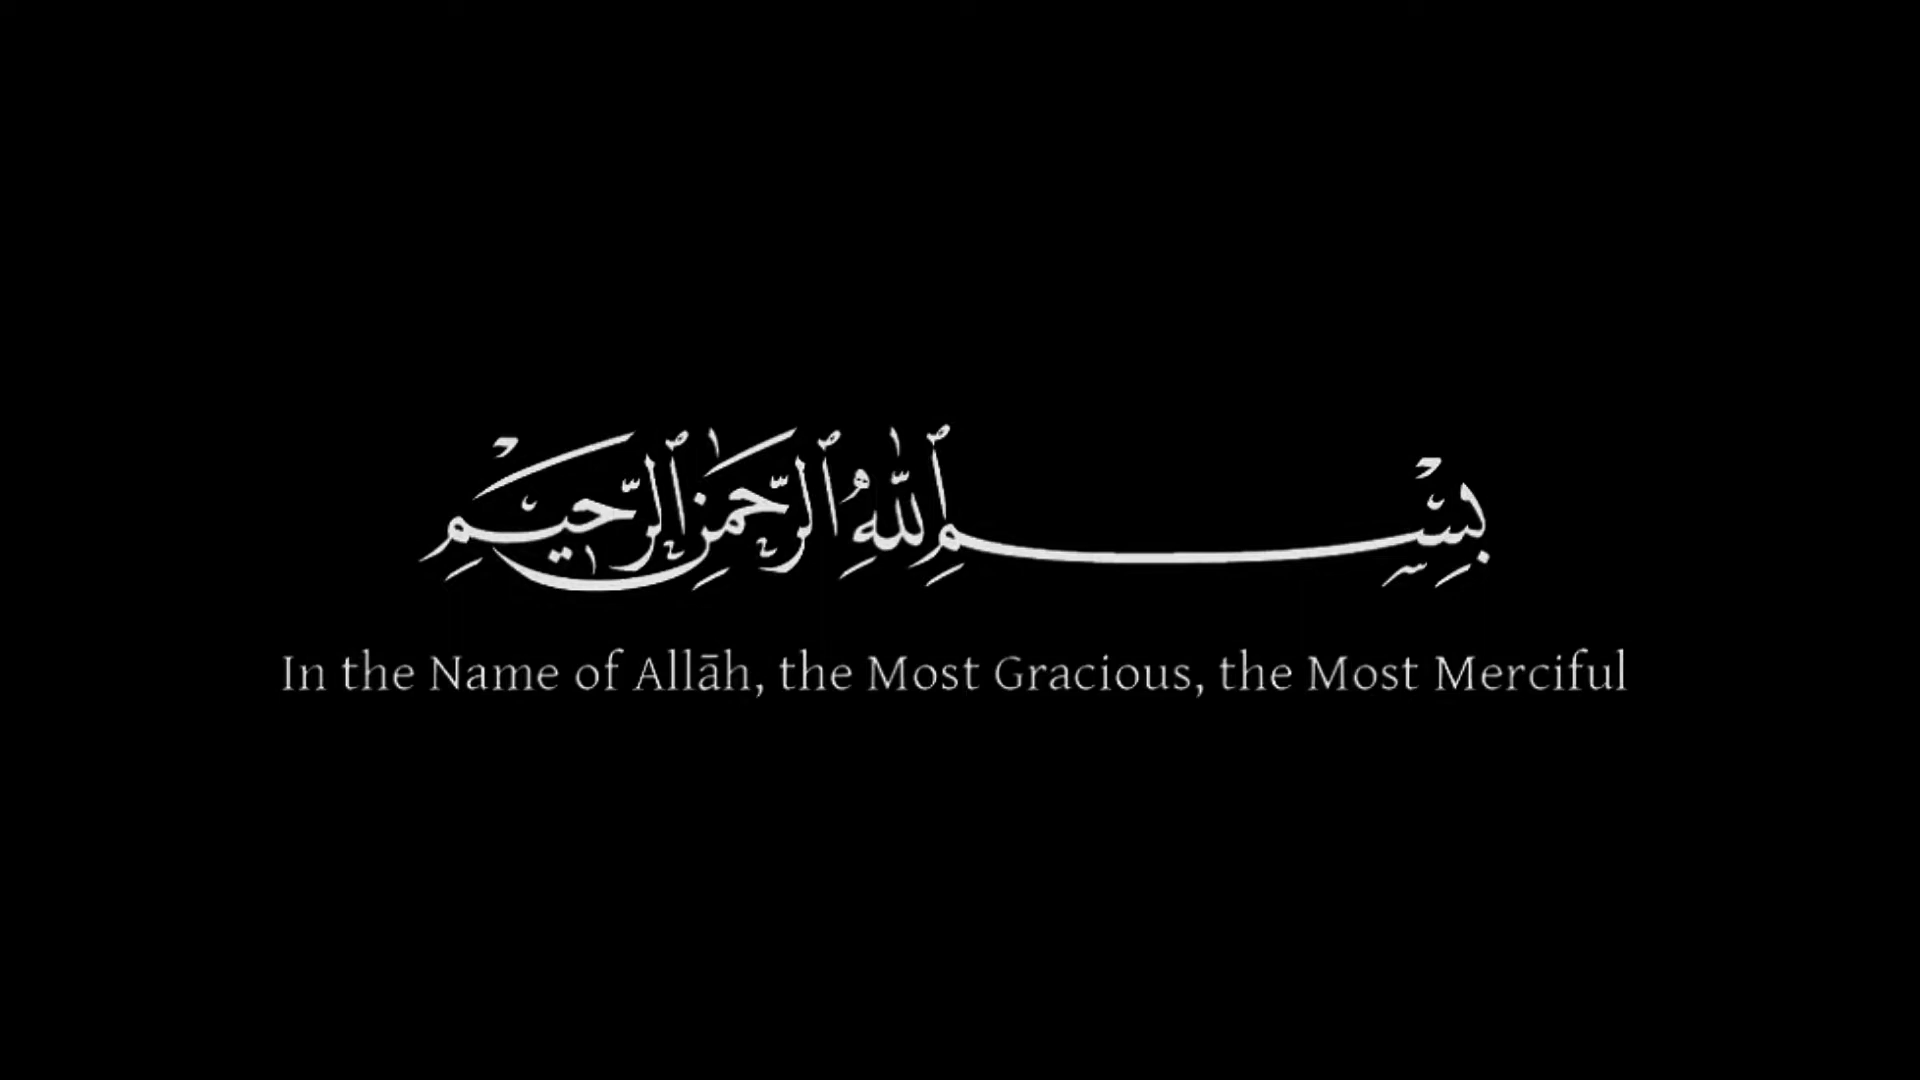 بِسْمِ ٱللَّٰهِ ٱلرَّحْمَٰنِ ٱلرَّحِيمِ
In the Name of Allāh, the Most Gracious, the Most Merciful